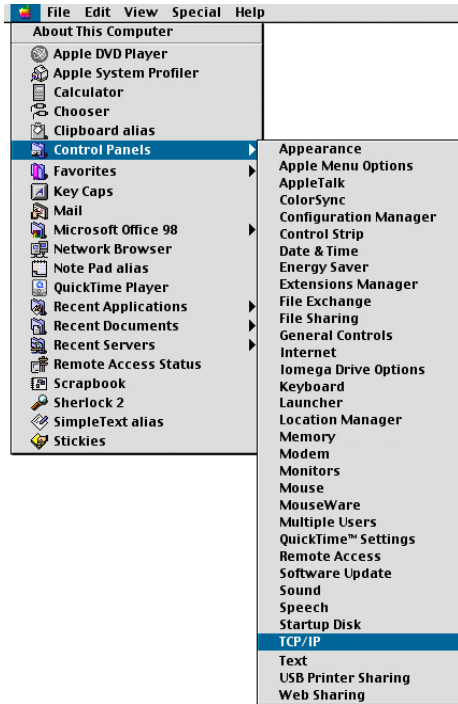 File Edit View Special Help
About This Computer
Apple DVD Player
Apple System Profiler
Calculator
Chooser
Clipboard alias
Control Panels
Favorites
Key Caps
Mail
Microsoft Office 98
Network Browser
Note Pad alias
QuickTime Player
Recent Applications
Recent Documents
Recent Servers
Remote Access Status
Scrapbook
Sherlock 2
SimpleText alias
Stickies
Appearance
Apple Menu Options
AppleTalk
ColorSync
Configuration Manager
Control Strip
Date & Time
Energy Saver
Extensions Manager
File Exchange
File Sharing
General Controls
Internet
Iomega Drive Options
Keyboard
Launcher
Location Manager
Memory
Modem
Monitors
Mouse
MouseWare
Multiple Users
QuickTime™ Settings
Remote Access
Software Update
Sound
Speech
Startup Disk
TCP/IP
Text
USB Printer Sharing
Web Sharing